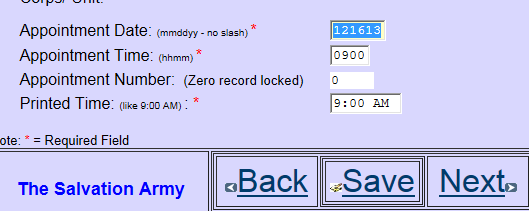 Corps/ Unit:
Appointment Date: (mmddyy - no slash) * 121613
Appointment Time: (hhmm) * 0900
Appointment Number: (Zero record locked) 0
Printed Time: (like 9:00 AM) : * 9:00 AM
ote: * = Required Field
The Salvation Army Back Save Next